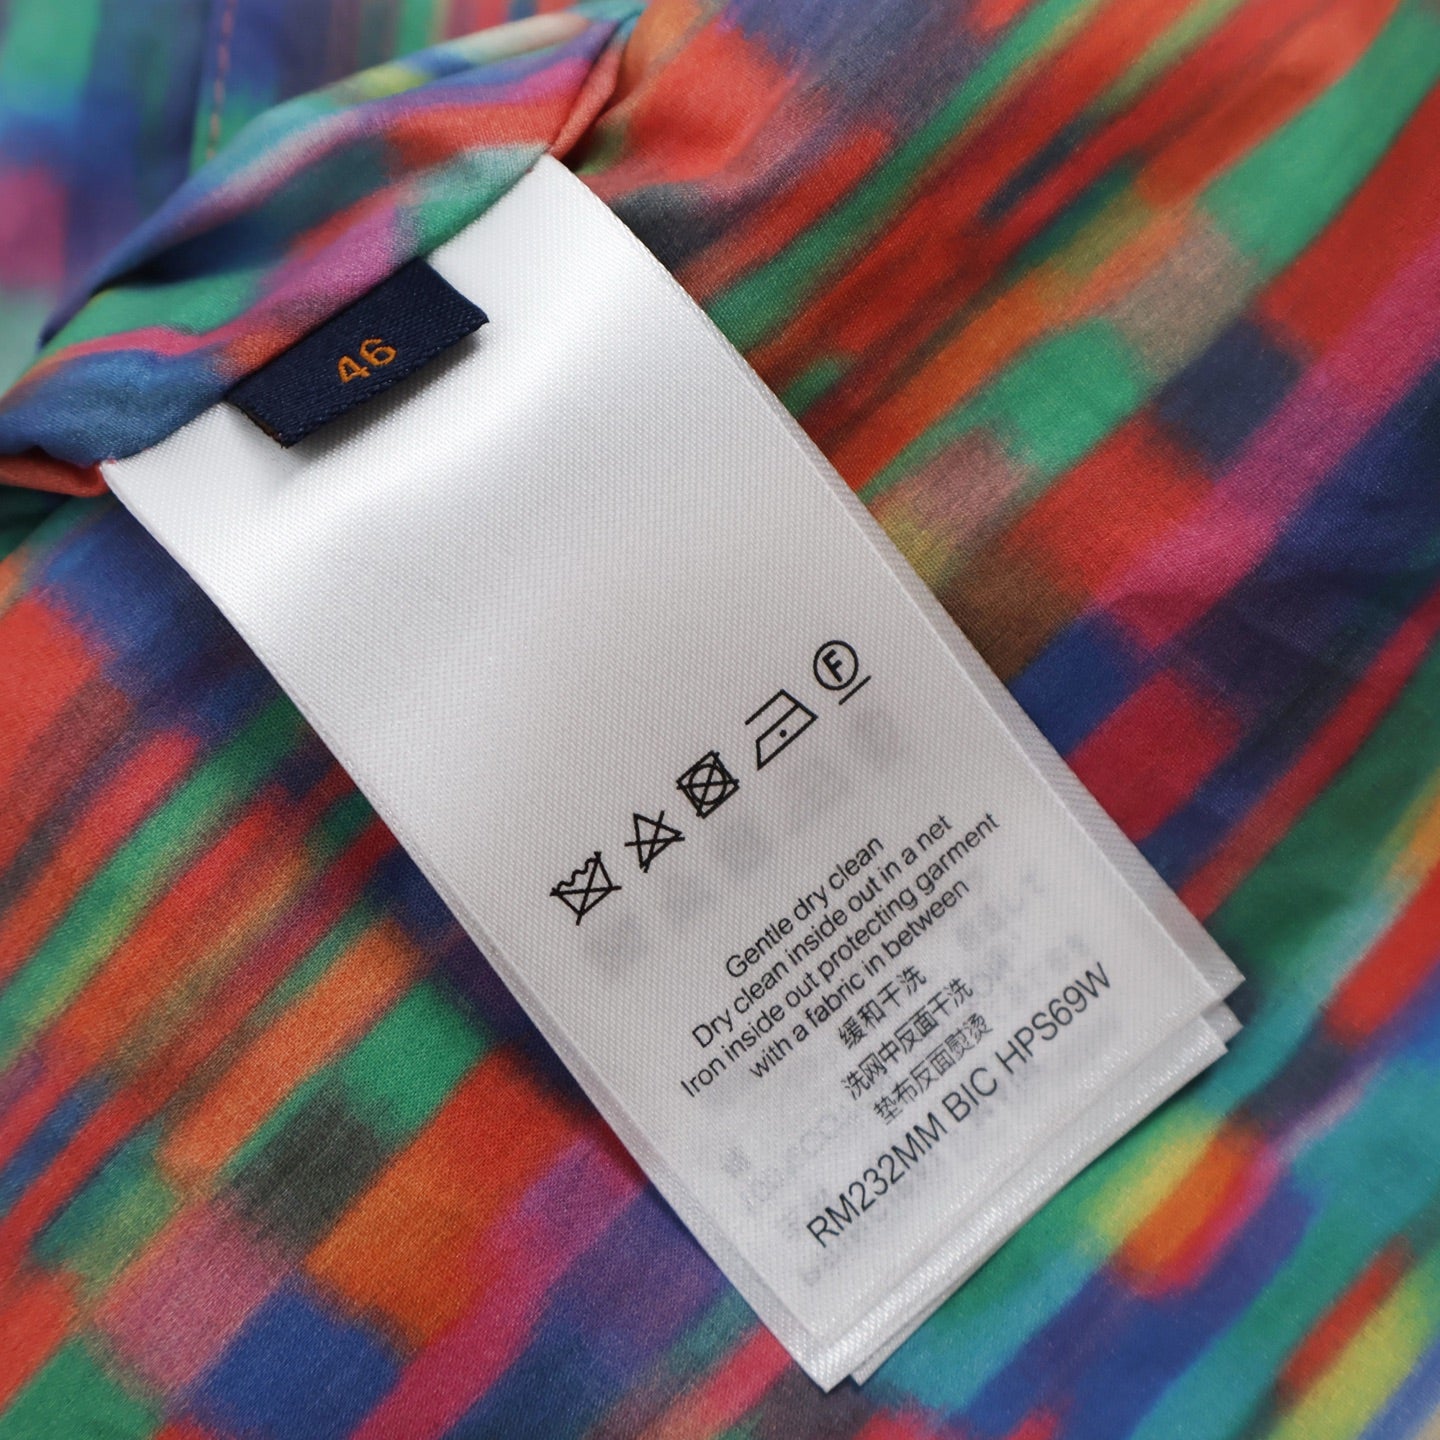 46
F
Gentle dry clean
Dry clean inside out in a net
Iron inside out protecting garment
with a fabric in between
缓和干洗
洗网中反面干洗
垫布反面熨烫
RM232MM BIC HPS69W